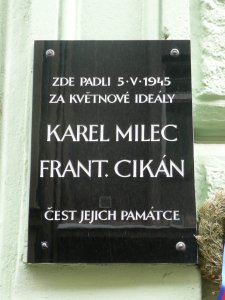 ZDE PADLI 5·V·1945
ZA KVĚTNOVÉ IDEÁLY
KAREL MILEC
FRANT. CIKÁN
ČEST JEJICH PAMÁTCE